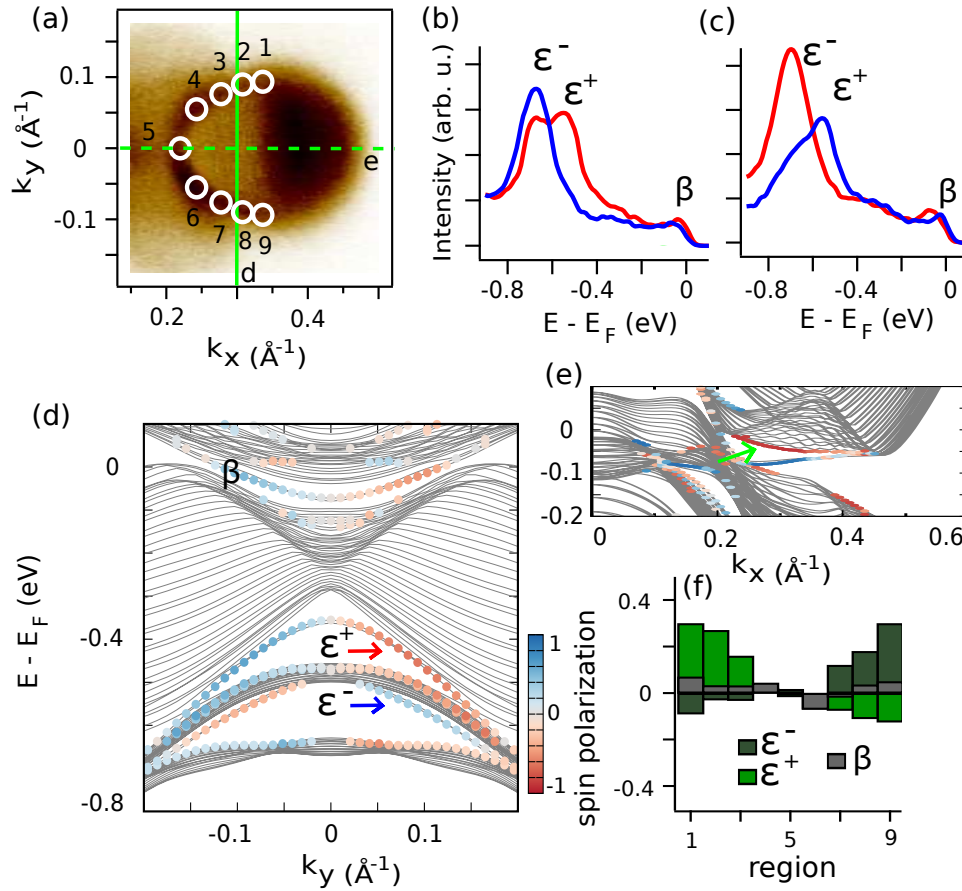 (a)
0.1
0
-0.1
k_y (Å⁻¹)
0.2
0.4
k_x (Å⁻¹)
4
3
2
1
5
6
7
8
9
e
d
(b)
Intensity (arb. u.)
ε⁻
ε⁺
β
-0.8
-0.4
0
E - E_F (eV)
(c)
ε⁻
ε⁺
β
-0.8
-0.4
0
E - E_F (eV)
(d)
0
-0.4
-0.8
E - E_F (eV)
β
ε⁺
ε⁻
-0.1
0
0.1
k_y (Å⁻¹)
1
0
-1
spin polarization
(e)
0
-0.1
-0.2
0
0.2
0.4
0.6
k_x (Å⁻¹)
(f)
0.4
0
-0.4
ε⁻
ε⁺
β
1
5
9
region